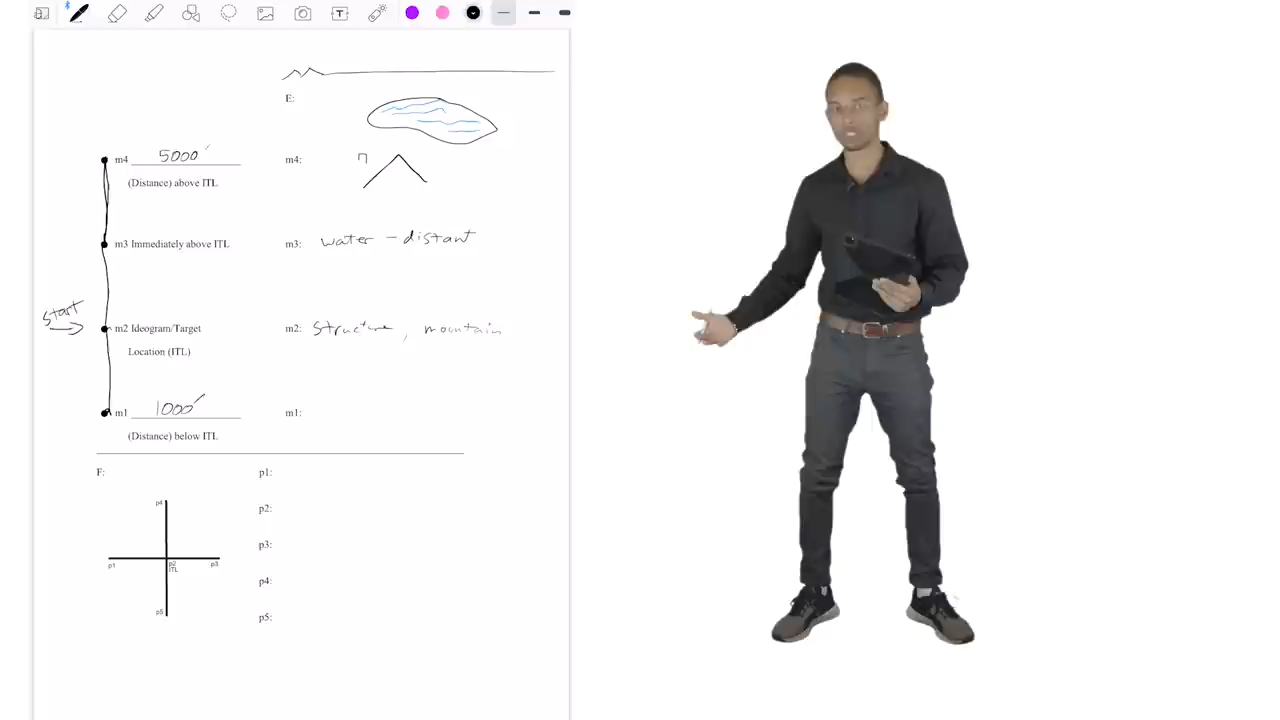 T
E:
m4 5000' m4: 7
(Distance) above ITL
m3 Immediately above ITL m3: water - distant
start
m2 Ideogram/Target m2: structure, mountain
Location (ITL)
m1 1000' m1:
(Distance) below ITL
F: p1:
p4 p2:
p3:
p1 p2 p3
ITL
p4:
p5 p5: